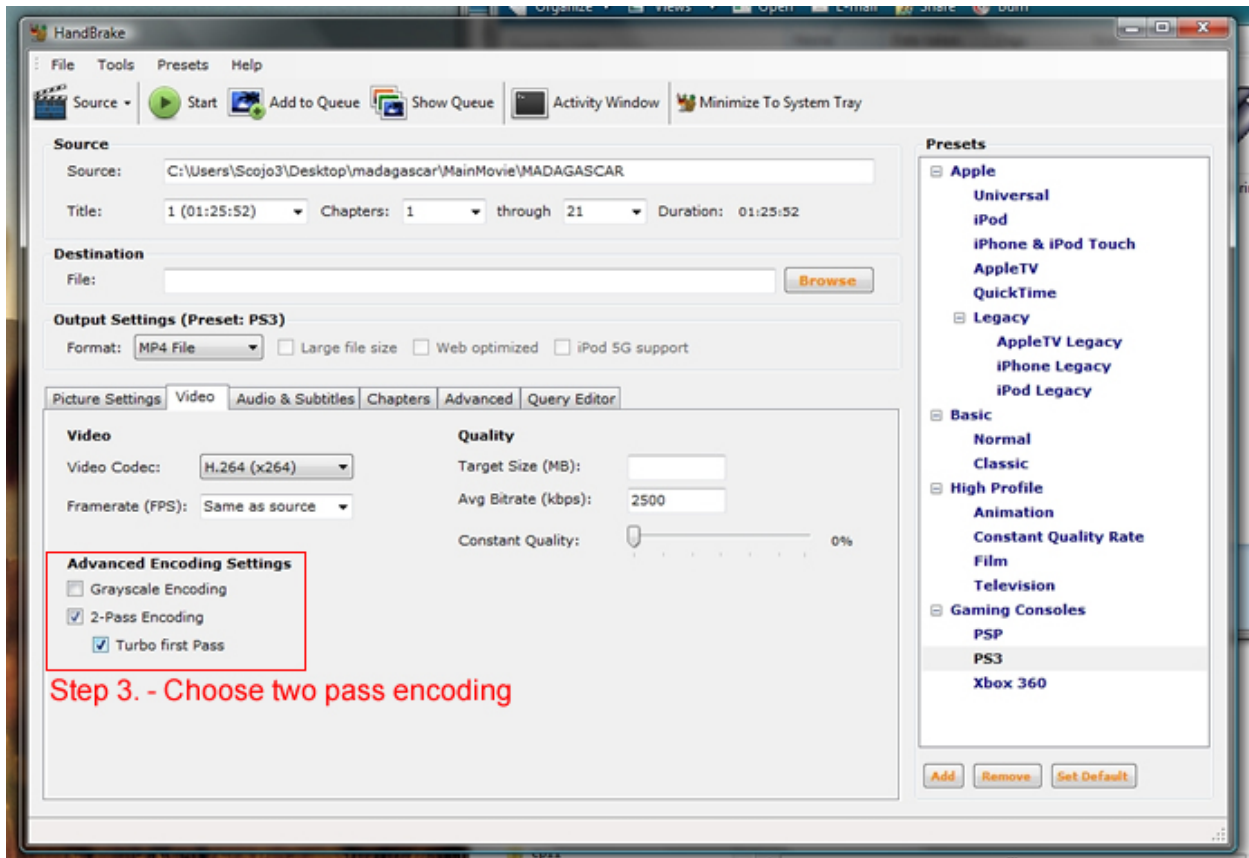 Organize Views Open E-mail Share Burn
HandBrake
File Tools Presets Help
Source Start Add to Queue Show Queue Activity Window Minimize To System Tray
Source
Source: C:\Users\Scojo3\Desktop\madagascar\MainMovie\MADAGASCAR
Title: 1 (01:25:52) Chapters: 1 through 21 Duration: 01:25:52
Destination
File: Browse
Output Settings (Preset: PS3)
Format: MP4 File Large file size Web optimized iPod 5G support
Picture Settings Video Audio & Subtitles Chapters Advanced Query Editor
Video
Video Codec: H.264 (x264)
Framerate (FPS): Same as source
Quality
Target Size (MB):
Avg Bitrate (kbps): 2500
Constant Quality: 0%
Advanced Encoding Settings
Grayscale Encoding
2-Pass Encoding
Turbo first Pass
Step 3. - Choose two pass encoding
Presets
Apple
Universal
iPod
iPhone & iPod Touch
AppleTV
QuickTime
Legacy
AppleTV Legacy
iPhone Legacy
iPod Legacy
Basic
Normal
Classic
High Profile
Animation
Constant Quality Rate
Film
Television
Gaming Consoles
PSP
PS3
Xbox 360
Add Remove Set Default